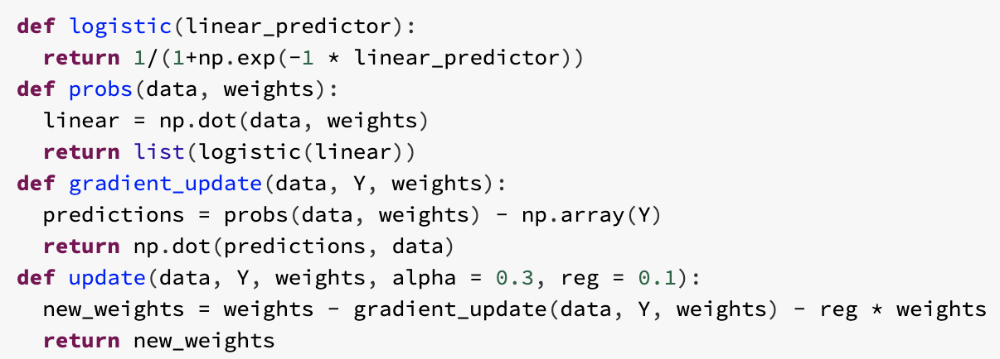 def logistic(linear_predictor):
  return 1/(1+np.exp(-1 * linear_predictor))
def probs(data, weights):
  linear = np.dot(data, weights)
  return list(logistic(linear))
def gradient_update(data, Y, weights):
  predictions = probs(data, weights) - np.array(Y)
  return np.dot(predictions, data)
def update(data, Y, weights, alpha = 0.3, reg = 0.1):
  new_weights = weights - gradient_update(data, Y, weights) - reg * weights
  return new_weights